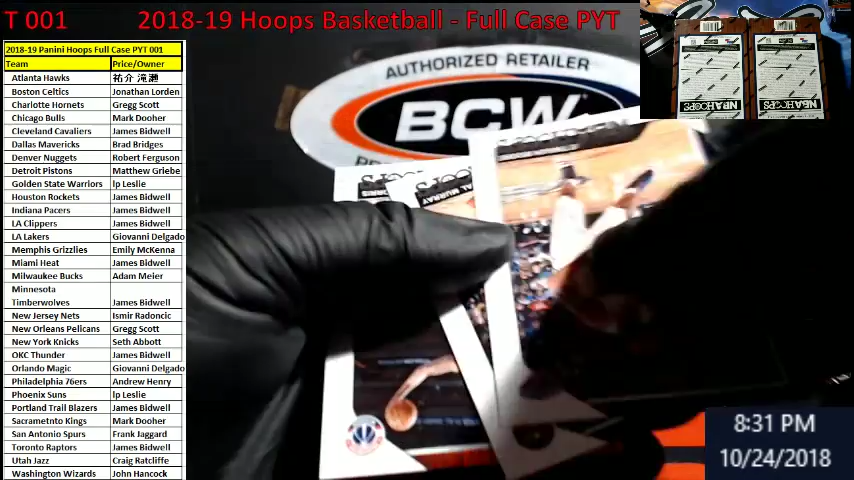 T 001
2018-19 Hoops Basketball - Full Case PYT
2018-19 Panini Hoops Full Case PYT 001
Team Price/Owner
Atlanta Hawks 祐介 滝瀬
Boston Celtics Jonathan Lorden
Charlotte Hornets Gregg Scott
Chicago Bulls Mark Dooher
Cleveland Cavaliers James Bidwell
Dallas Mavericks Brad Bridges
Denver Nuggets Robert Ferguson
Detroit Pistons Matthew Griebe
Golden State Warriors lp Leslie
Houston Rockets James Bidwell
Indiana Pacers James Bidwell
LA Clippers James Bidwell
LA Lakers Giovanni Delgado
Memphis Grizzlies Emily McKenna
Miami Heat James Bidwell
Milwaukee Bucks Adam Meier
Minnesota
Timberwolves James Bidwell
New Jersey Nets Ismir Radoncic
New Orleans Pelicans Gregg Scott
New York Knicks Seth Abbott
OKC Thunder James Bidwell
Orlando Magic Giovanni Delgado
Philadelphia 76ers Andrew Henry
Phoenix Suns lp Leslie
Portland Trail Blazers James Bidwell
Sacrametnto Kings Mark Dooher
San Antonio Spurs Frank Jaggard
Toronto Raptors James Bidwell
Utah Jazz Craig Ratcliffe
Washington Wizards John Hancock
AUTHORIZED RETAILER
BCW
MURRAY
NBA HOOPS
NBA HOOPS
8:31 PM
10/24/2018